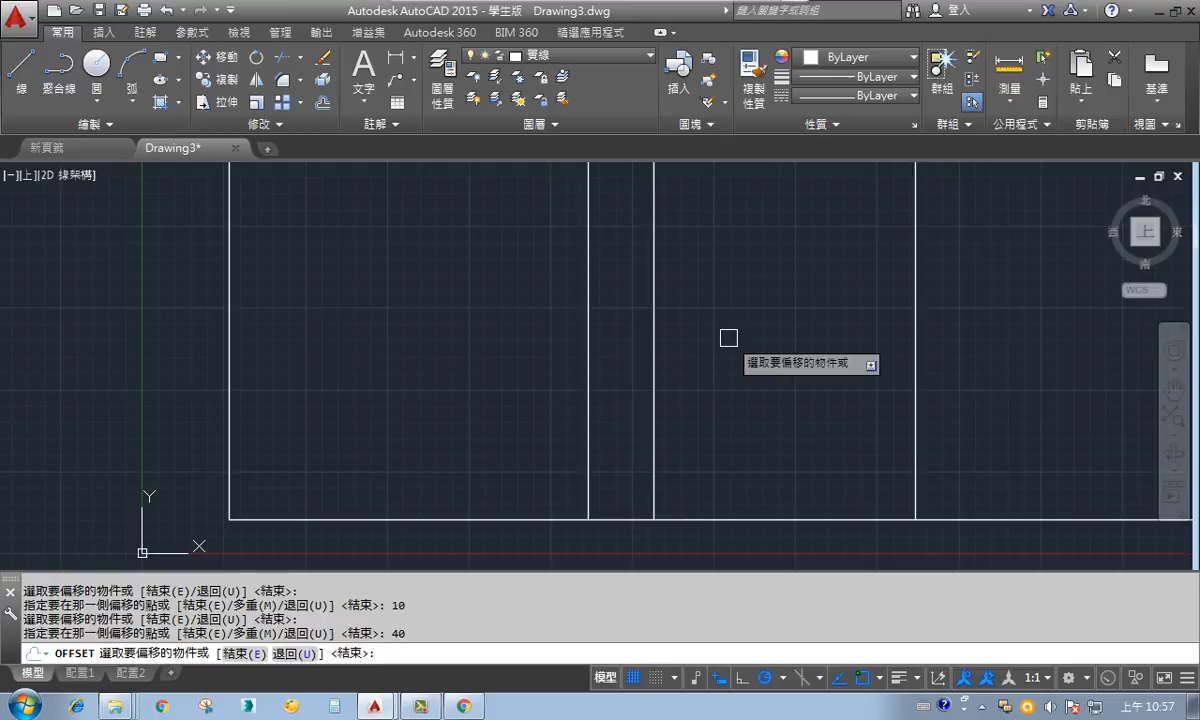 Autodesk AutoCAD 2015 - 學生版 Drawing3.dwg
鍵入關鍵字或詞組
登入
常用 插入 註解 參數式 檢視 管理 輸出 增益集 Autodesk 360 BIM 360 精選應用程式
線
聚合線
圓
弧
移動
複製
拉伸
文字
圖層
性質
實線
插入
複製
性質
ByLayer
ByLayer
ByLayer
群組
測量
貼上
基準
繪製 修改 註解 圖層 圖塊 性質 群組 公用程式 剪貼簿 視圖
新頁籤 Drawing3*
[−][上][2D 線架構]
北
西 上 東
南
WCS
選取要偏移的物件或
Y
X
選取要偏移的物件或 [結束(E)/退回(U)] <結束>:
指定要在那一側偏移的點或 [結束(E)/多重(M)/退回(U)] <結束>: 10
選取要偏移的物件或 [結束(E)/退回(U)] <結束>:
指定要在那一側偏移的點或 [結束(E)/多重(M)/退回(U)] <結束>: 40
OFFSET 選取要偏移的物件或 [結束(E) 退回(U)] <結束>:
模型 配置1 配置2 +
模型 1:1
上午 10:57